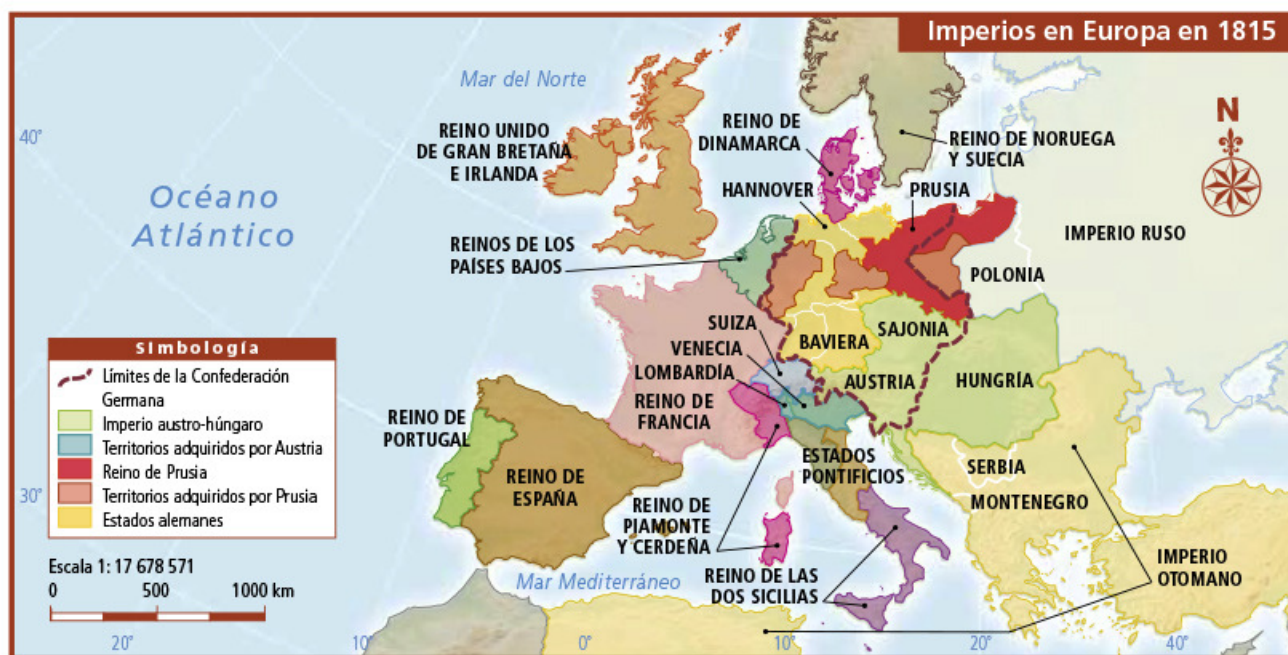 Imperios en Europa en 1815
Mar del Norte
40°
REINO UNIDO
DE GRAN BRETAÑA
E IRLANDA
REINO DE
DINAMARCA
N
REINO DE NORUEGA
Y SUECIA
HANNOVER
PRUSIA
Océano
Atlántico
REINOS DE LOS
PAÍSES BAJOS
IMPERIO RUSO
POLONIA
SUIZA
BAVIERA
SAJONIA
VENECIA
LOMBARDÍA
AUSTRIA
HUNGRÍA
REINO DE
FRANCIA
Simbología
Límites de la Confederación
Germana
Imperio austro-húngaro
Territorios adquiridos por Austria
Reino de Prusia
Territorios adquiridos por Prusia
Estados alemanes
REINO DE
PORTUGAL
REINO DE
ESPAÑA
ESTADOS
PONTIFICIOS
SERBIA
MONTENEGRO
30°
REINO DE
PIAMONTE
Y CERDEÑA
IMPERIO
OTOMANO
Escala 1: 17 678 571
0 500 1000 km
Mar Mediterráneo
REINO DE LAS
DOS SICILIAS
20° 10° 0° 10° 20° 40°